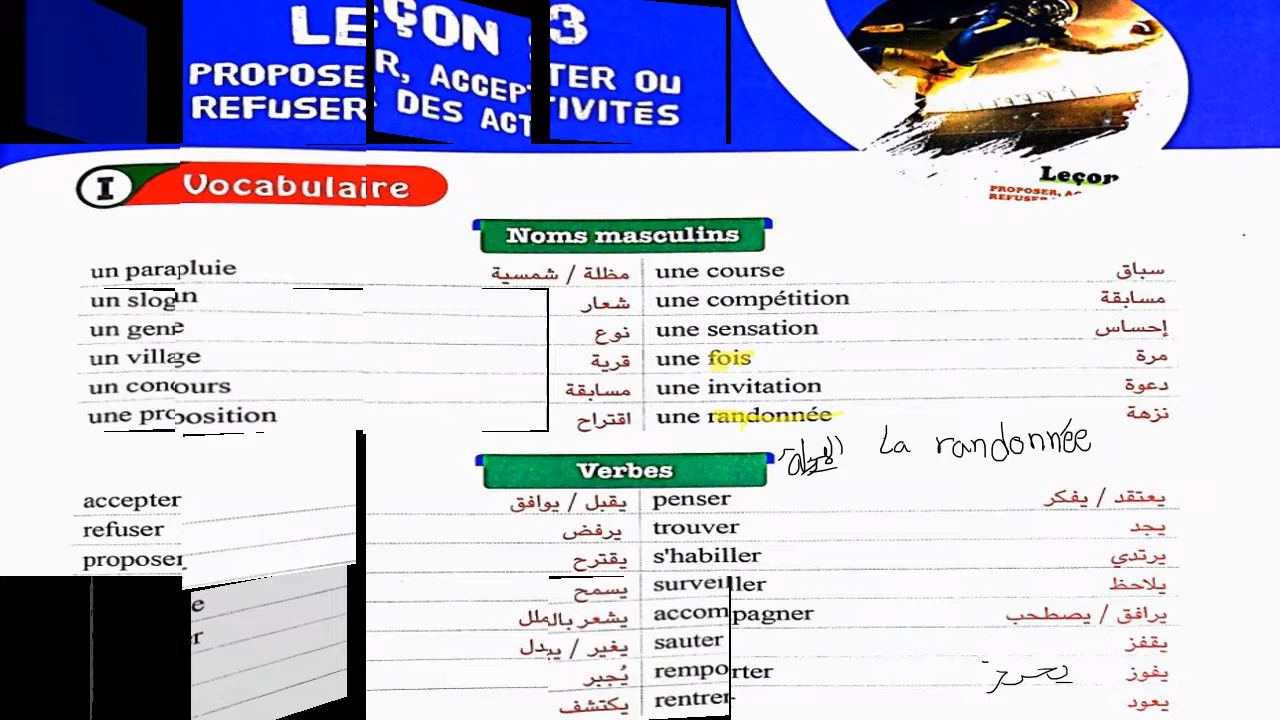 LEÇON 3
PROPOSER, ACCEPTER OU
REFUSER DES ACTIVITÉS
Leçon
PROPOSER, AC
REFUSER
I Vocabulaire
Noms masculins
un parapluie مظلة / شمسية une course سباق
un slogan شعار une compétition مسابقة
un genre نوع une sensation إحساس
un village قرية une fois مرة
un concours مسابقة une invitation دعوة
une proposition اقتراح une randonnée نزهة
La randonnée
Verbes
accepter يقبل / يوافق penser يعتقد / يفكر
refuser يرفض trouver يجد
proposer يقترح s'habiller يرتدي
يسمح surveiller يلاحظ
يشعر بالملل accompagner يرافق / يصطحب
يغير / يبدل sauter يقفز
يُجبر remporter يفوز
يكتشف rentrer يعود